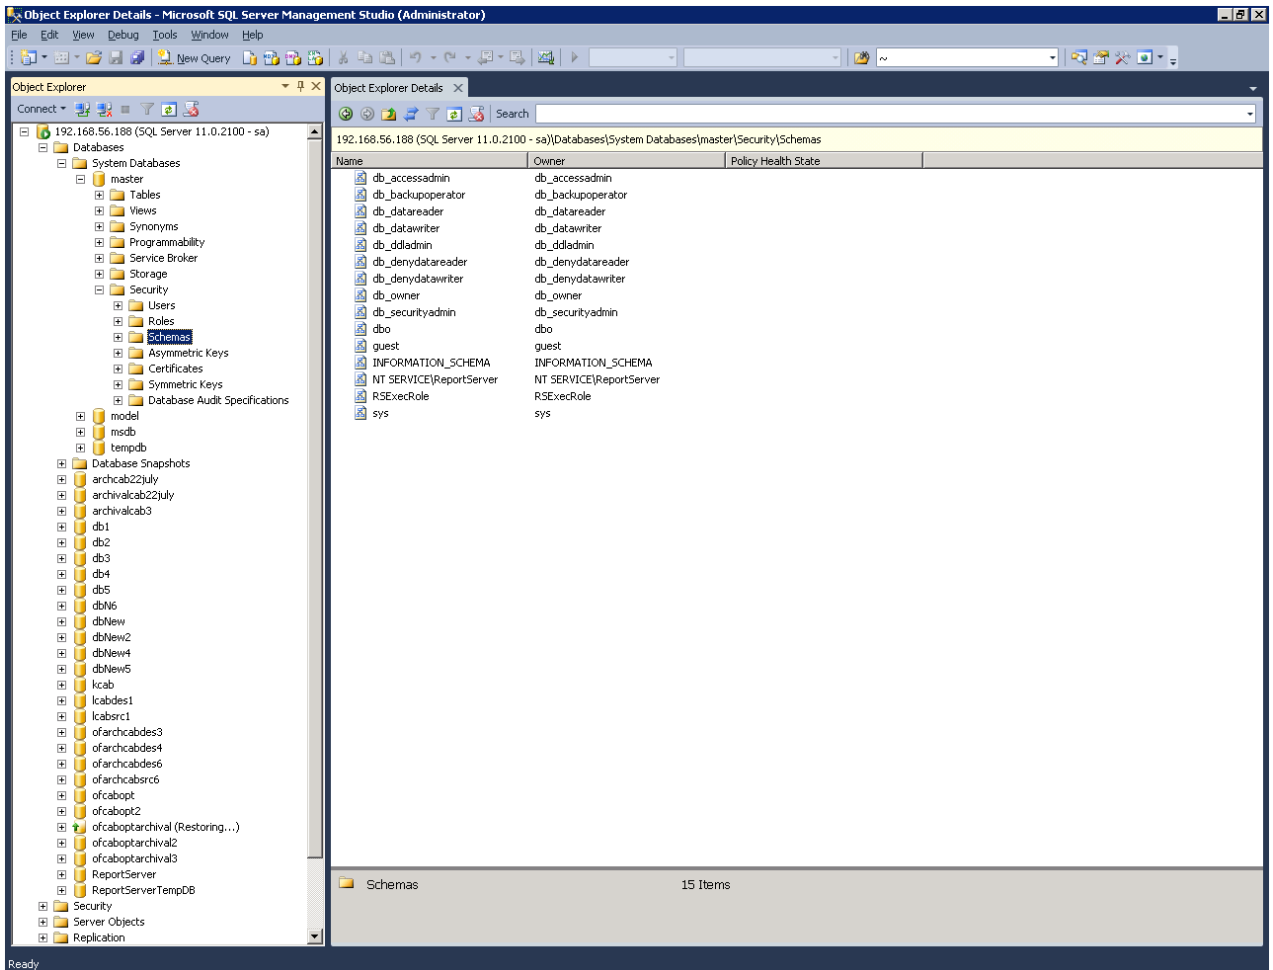 Object Explorer Details - Microsoft SQL Server Management Studio (Administrator)
File Edit View Debug Tools Window Help
New Query ~
Object Explorer
Connect
192.168.56.188 (SQL Server 11.0.2100 - sa)
Databases
System Databases
master
Tables
Views
Synonyms
Programmability
Service Broker
Storage
Security
Users
Roles
Schemas
Asymmetric Keys
Certificates
Symmetric Keys
Database Audit Specifications
model
msdb
tempdb
Database Snapshots
archcab22july
archivalcab22july
archivalcab3
db1
db2
db3
db4
db5
dbN6
dbNew
dbNew2
dbNew4
dbNew5
kcab
lcabdes1
lcabsrc1
ofarchcabdes3
ofarchcabdes4
ofarchcabdes6
ofarchcabsrc6
ofcabopt
ofcabopt2
ofcaboptarchival (Restoring...)
ofcaboptarchival2
ofcaboptarchival3
ReportServer
ReportServerTempDB
Security
Server Objects
Replication
Object Explorer Details
Search
192.168.56.188 (SQL Server 11.0.2100 - sa)\Databases\System Databases\master\Security\Schemas
Name Owner Policy Health State
db_accessadmin db_accessadmin
db_backupoperator db_backupoperator
db_datareader db_datareader
db_datawriter db_datawriter
db_ddladmin db_ddladmin
db_denydatareader db_denydatareader
db_denydatawriter db_denydatawriter
db_owner db_owner
db_securityadmin db_securityadmin
dbo dbo
guest guest
INFORMATION_SCHEMA INFORMATION_SCHEMA
NT SERVICE\ReportServer NT SERVICE\ReportServer
RSExecRole RSExecRole
sys sys
Schemas 15 Items
Ready